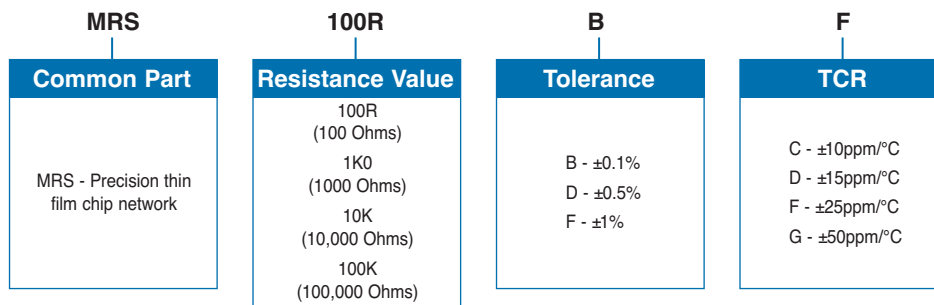 MRS
100R
B
F
Common Part
Resistance Value
Tolerance
TCR
MRS - Precision thin
film chip network
100R
(100 Ohms)
1K0
(1000 Ohms)
10K
(10,000 Ohms)
100K
(100,000 Ohms)
B - ±0.1%
D - ±0.5%
F - ±1%
C - ±10ppm/°C
D - ±15ppm/°C
F - ±25ppm/°C
G - ±50ppm/°C